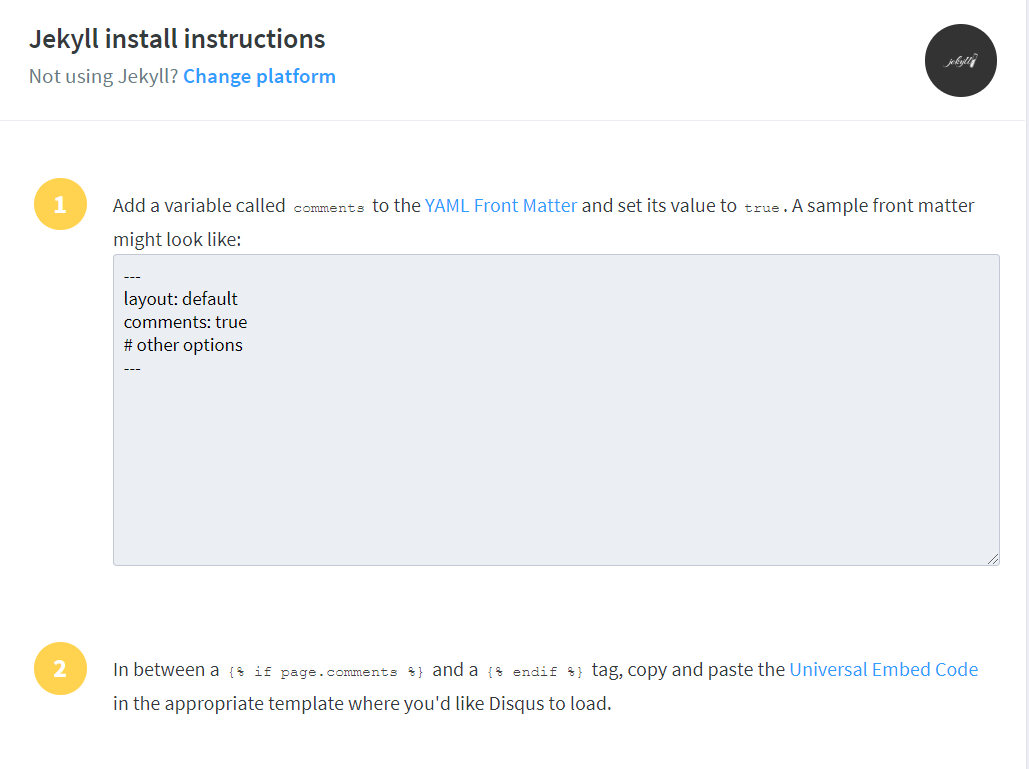 Jekyll install instructions
Not using Jekyll? Change platform
jekyll
1
Add a variable called comments to the YAML Front Matter and set its value to true. A sample front matter
might look like:
---
layout: default
comments: true
# other options
---
2
In between a {% if page.comments %} and a {% endif %} tag, copy and paste the Universal Embed Code
in the appropriate template where you'd like Disqus to load.